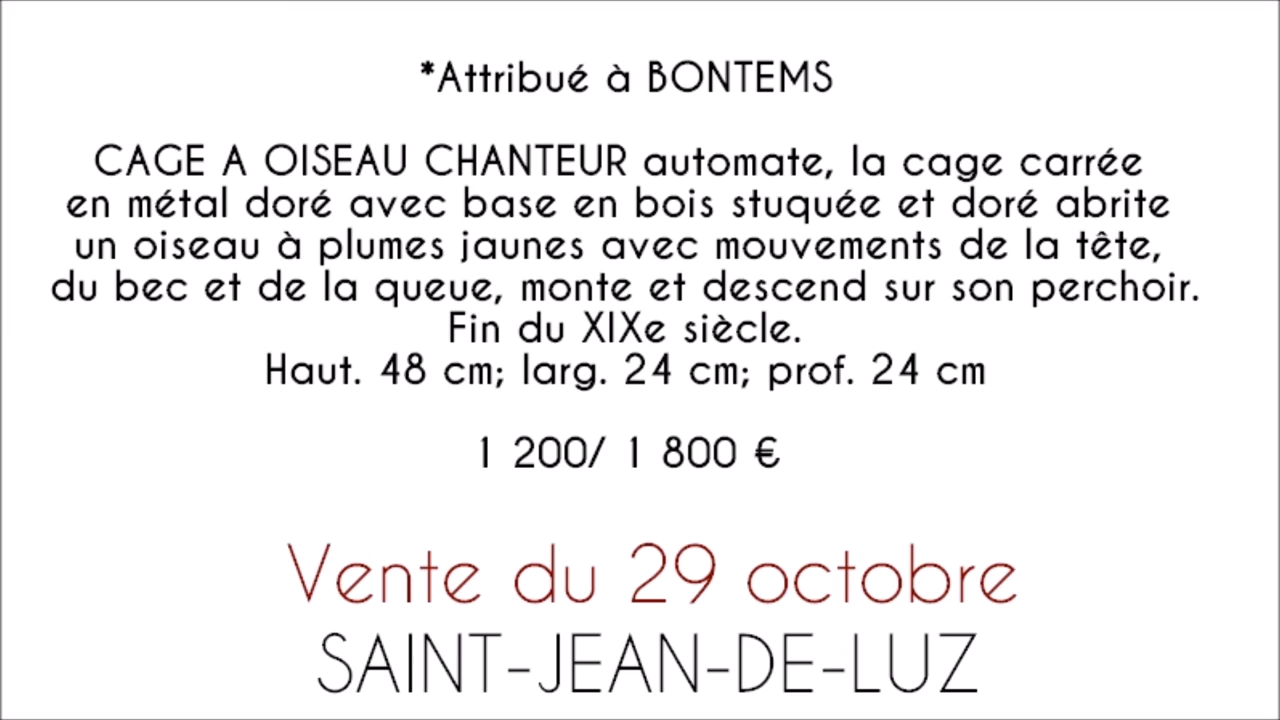 *Attribué à BONTEMS
CAGE A OISEAU CHANTEUR automate, la cage carrée
en métal doré avec base en bois stuquée et doré abrite
un oiseau à plumes jaunes avec mouvements de la tête,
du bec et de la queue, monte et descend sur son perchoir.
Fin du XIXe siècle.
Haut. 48 cm; larg. 24 cm; prof. 24 cm
1 200/ 1 800 €
Vente du 29 octobre
SAINT-JEAN-DE-LUZ